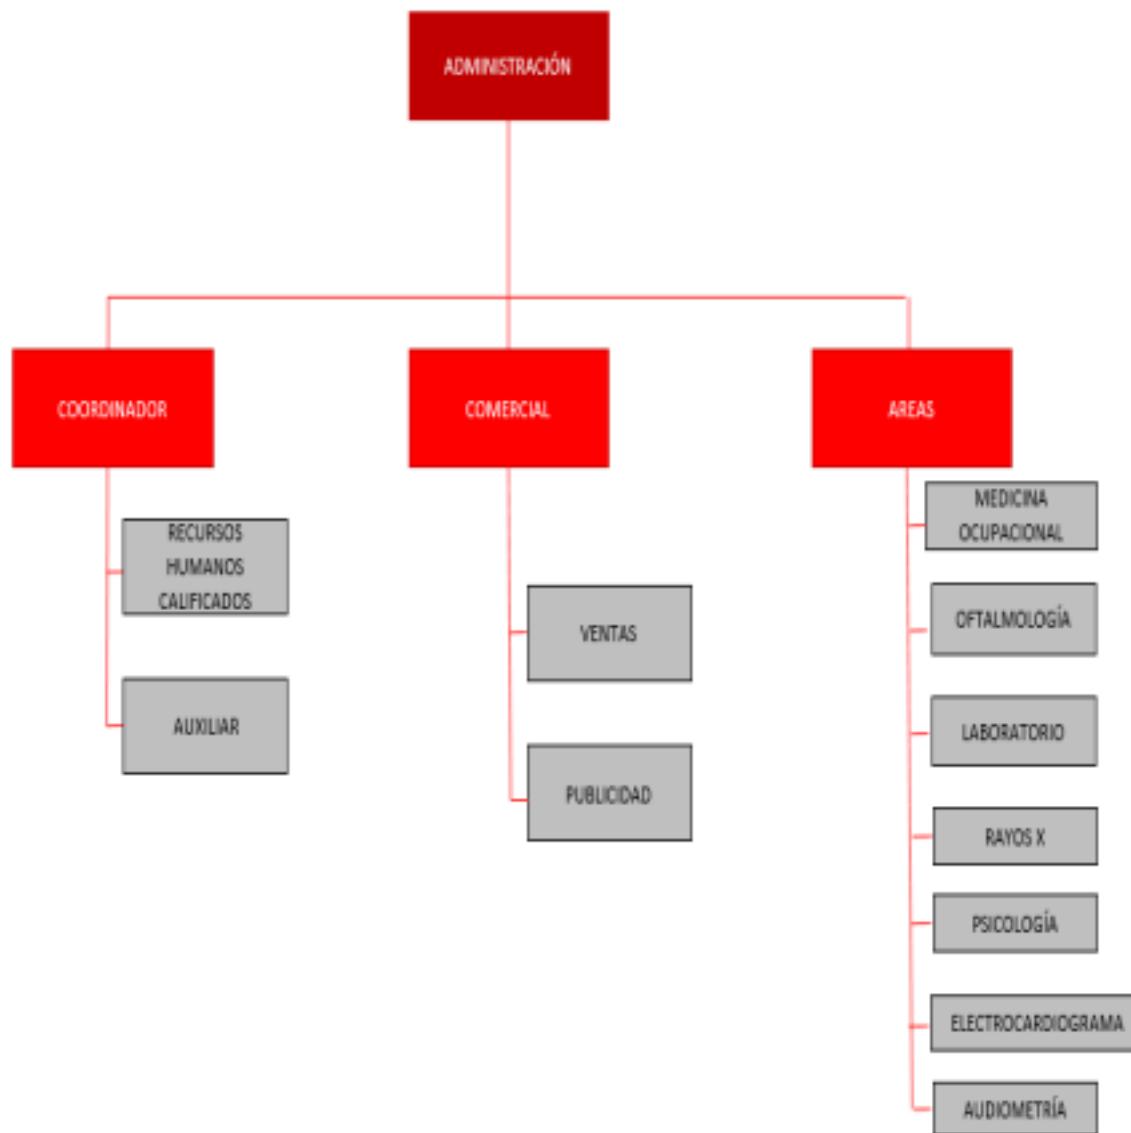 ADMINISTRACIÓN
COORDINADOR
COMERCIAL
AREAS
RECURSOS
HUMANOS
CALIFICADOS
AUXILIAR
VENTAS
PUBLICIDAD
MEDICINA
OCUPACIONAL
OFTALMOLOGÍA
LABORATORIO
RAYOS X
PSICOLOGÍA
ELECTROCARDIOGRAMA
AUDIOMETRÍA